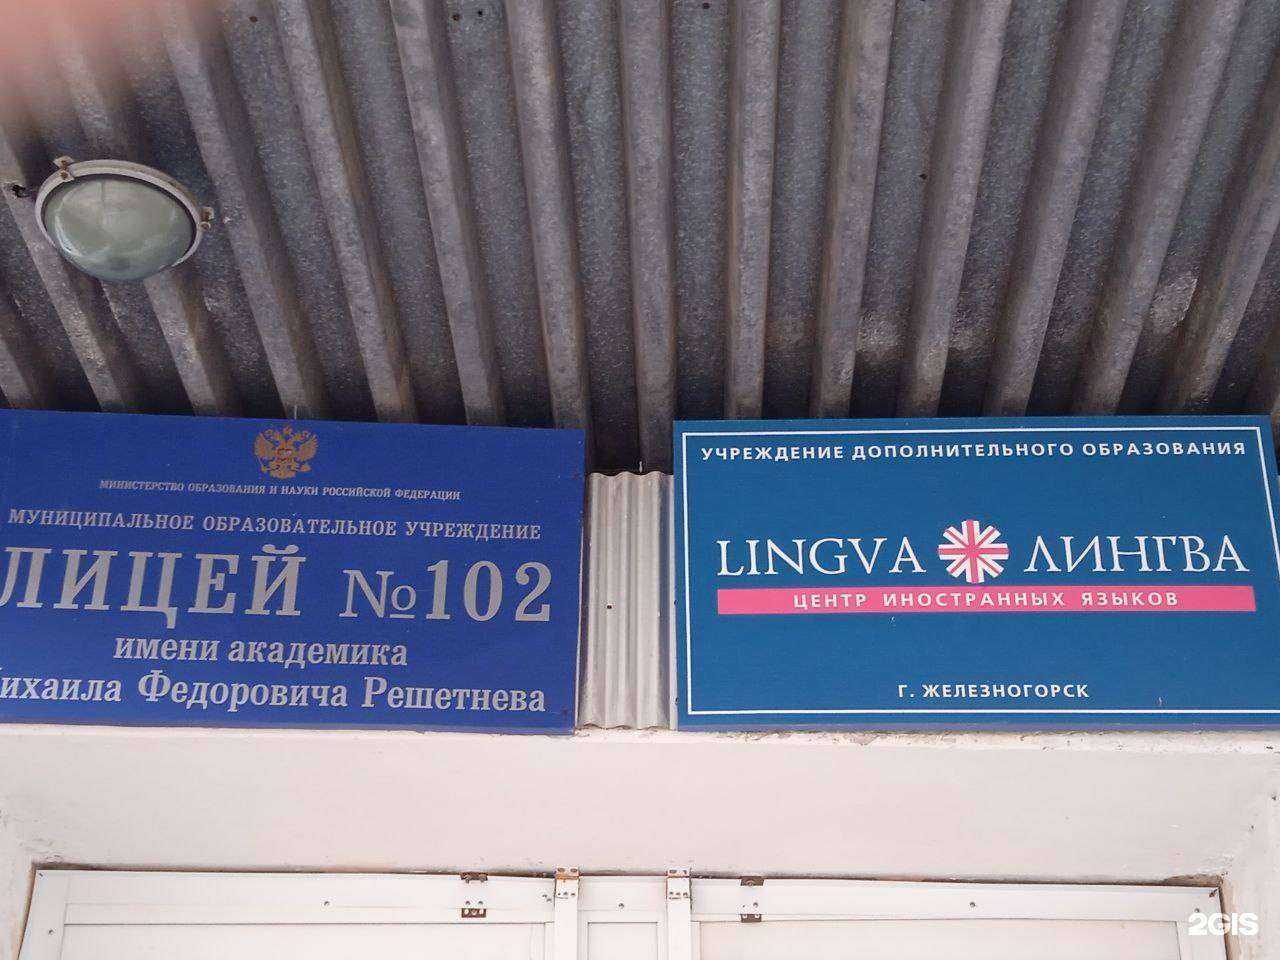 МИНИСТЕРСТВО ОБРАЗОВАНИЯ И НАУКИ РОССИЙСКОЙ ФЕДЕРАЦИИ
МУНИЦИПАЛЬНОЕ ОБРАЗОВАТЕЛЬНОЕ УЧРЕЖДЕНИЕ
ЛИЦЕЙ №102
имени академика
ихаила Федоровича Решетнева
УЧРЕЖДЕНИЕ ДОПОЛНИТЕЛЬНОГО ОБРАЗОВАНИЯ
LINGVA ЛИНГВА
ЦЕНТР ИНОСТРАННЫХ ЯЗЫКОВ
Г. ЖЕЛЕЗНОГОРСК
2GIS